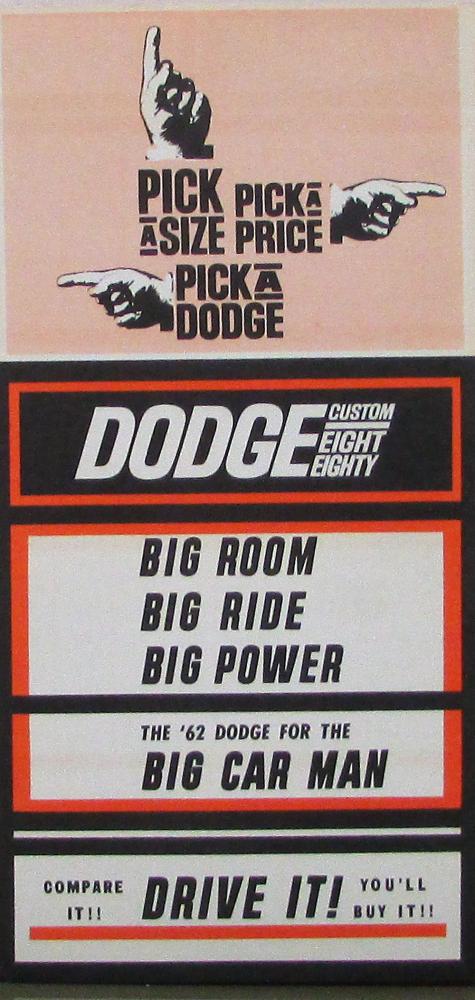 PICK
A SIZE
PICK A
PRICE
PICK A
DODGE
DODGE CUSTOM
EIGHT
EIGHTY
BIG ROOM
BIG RIDE
BIG POWER
THE '62 DODGE FOR THE
BIG CAR MAN
COMPARE
IT!!
DRIVE IT!
YOU'LL
BUY IT!!